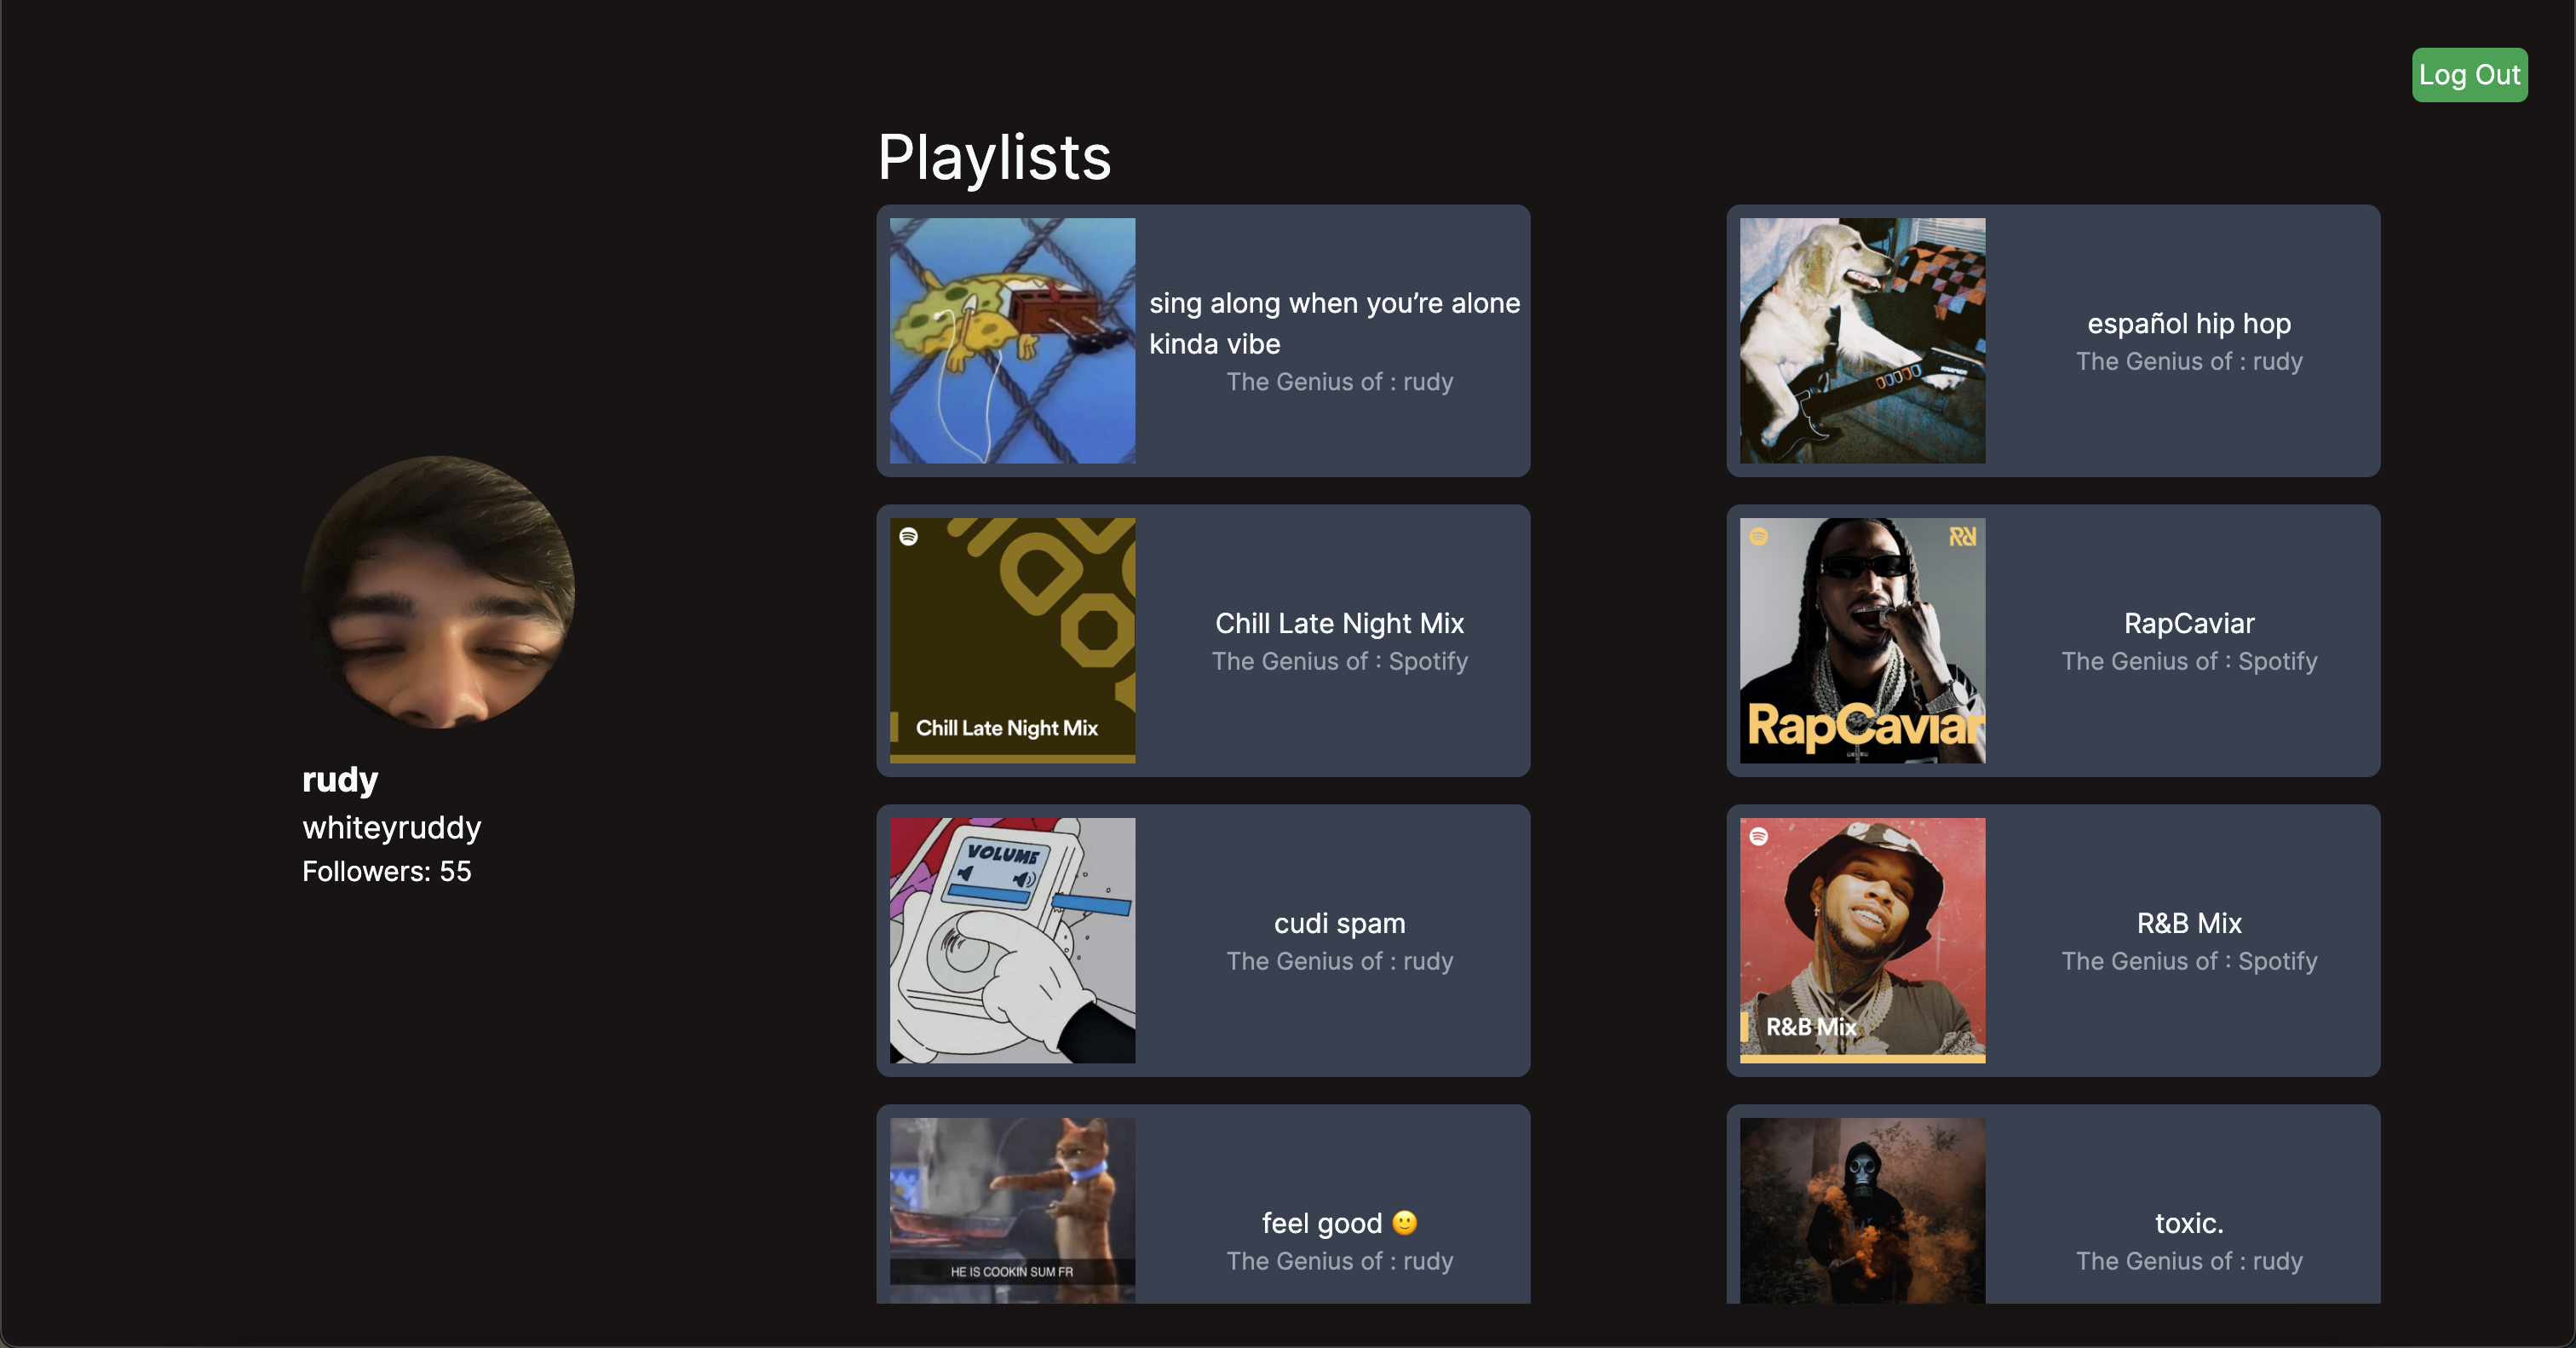 Log Out
Playlists
sing along when you’re alone
kinda vibe
The Genius of : rudy
español hip hop
The Genius of : rudy
Chill Late Night Mix
Chill Late Night Mix
The Genius of : Spotify
RapCaviar
RapCaviar
The Genius of : Spotify
rudy
whiteyruddy
Followers: 55
VOLUME
cudi spam
The Genius of : rudy
R&B Mix
R&B Mix
The Genius of : Spotify
HE IS COOKIN SUM FR
feel good 🙂
The Genius of : rudy
toxic.
The Genius of : rudy